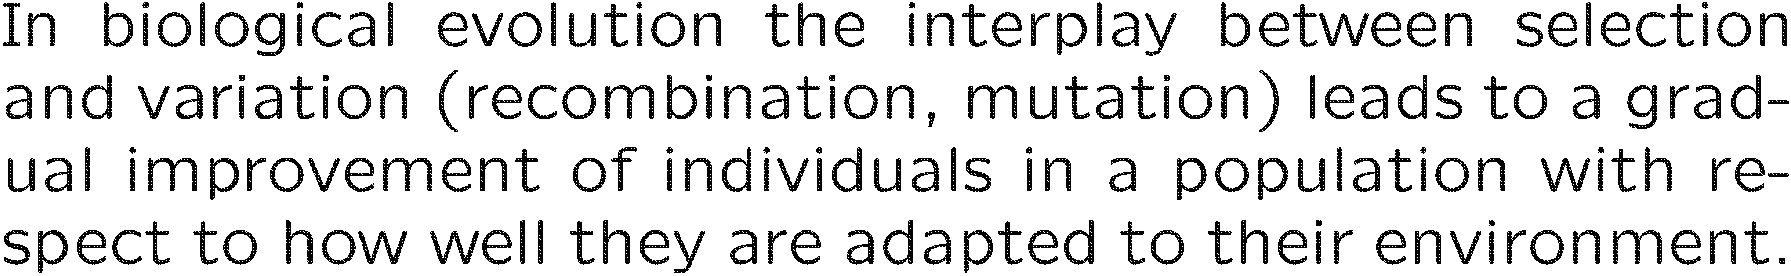 In biological evolution the interplay between selection
and variation (recombination, mutation) leads to a grad-
ual improvement of individuals in a population with re-
spect to how well they are adapted to their environment.